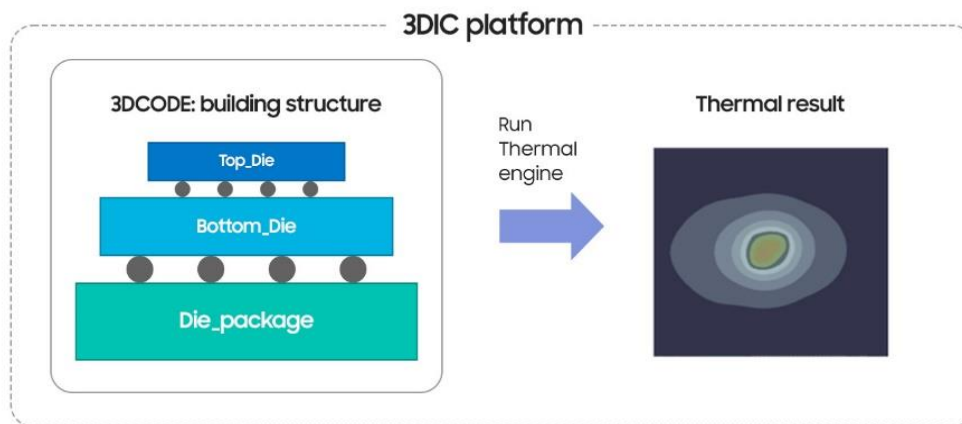 3DIC platform
3DCODE: building structure
Top_Die
Bottom_Die
Die_package
Run
Thermal
engine
Thermal result